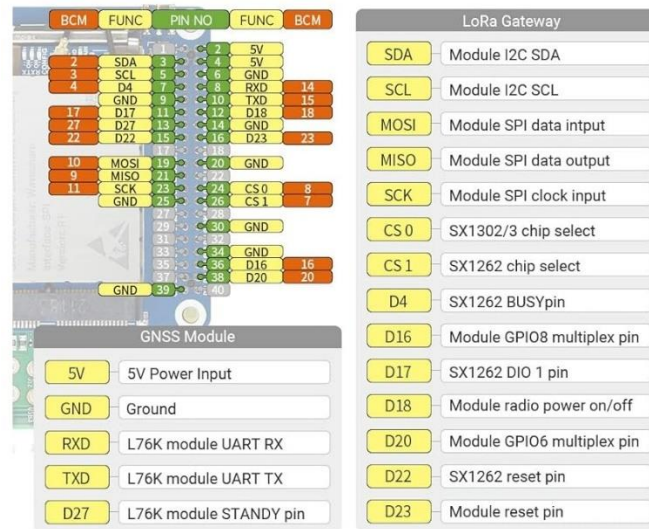 BCM FUNC PIN NO FUNC BCM
1 2 5V
2 SDA 3 4 5V
3 SCL 5 6 GND
4 D4 7 8 RXD 14
GND 9 10 TXD 15
17 D17 11 12 D18 18
27 D27 13 14 GND
22 D22 15 16 D23 23
17 18
10 MOSI 19 20 GND
9 MISO 21 22
11 SCK 23 24 CS 0 8
GND 25 26 CS 1 7
27 28
29 30 GND
31 32
33 34 GND
35 36 D16 16
37 38 D20 20
GND 39 40
GNSS Module
5V 5V Power Input
GND Ground
RXD L76K module UART RX
TXD L76K module UART TX
D27 L76K module STANDY pin
LoRa Gateway
SDA Module I2C SDA
SCL Module I2C SCL
MOSI Module SPI data intput
MISO Module SPI data output
SCK Module SPI clock input
CS 0 SX1302/3 chip select
CS 1 SX1262 chip select
D4 SX1262 BUSYpin
D16 Module GPIO8 multiplex pin
D17 SX1262 DIO 1 pin
D18 Module radio power on/off
D20 Module GPIO6 multiplex pin
D22 SX1262 reset pin
D23 Module reset pin